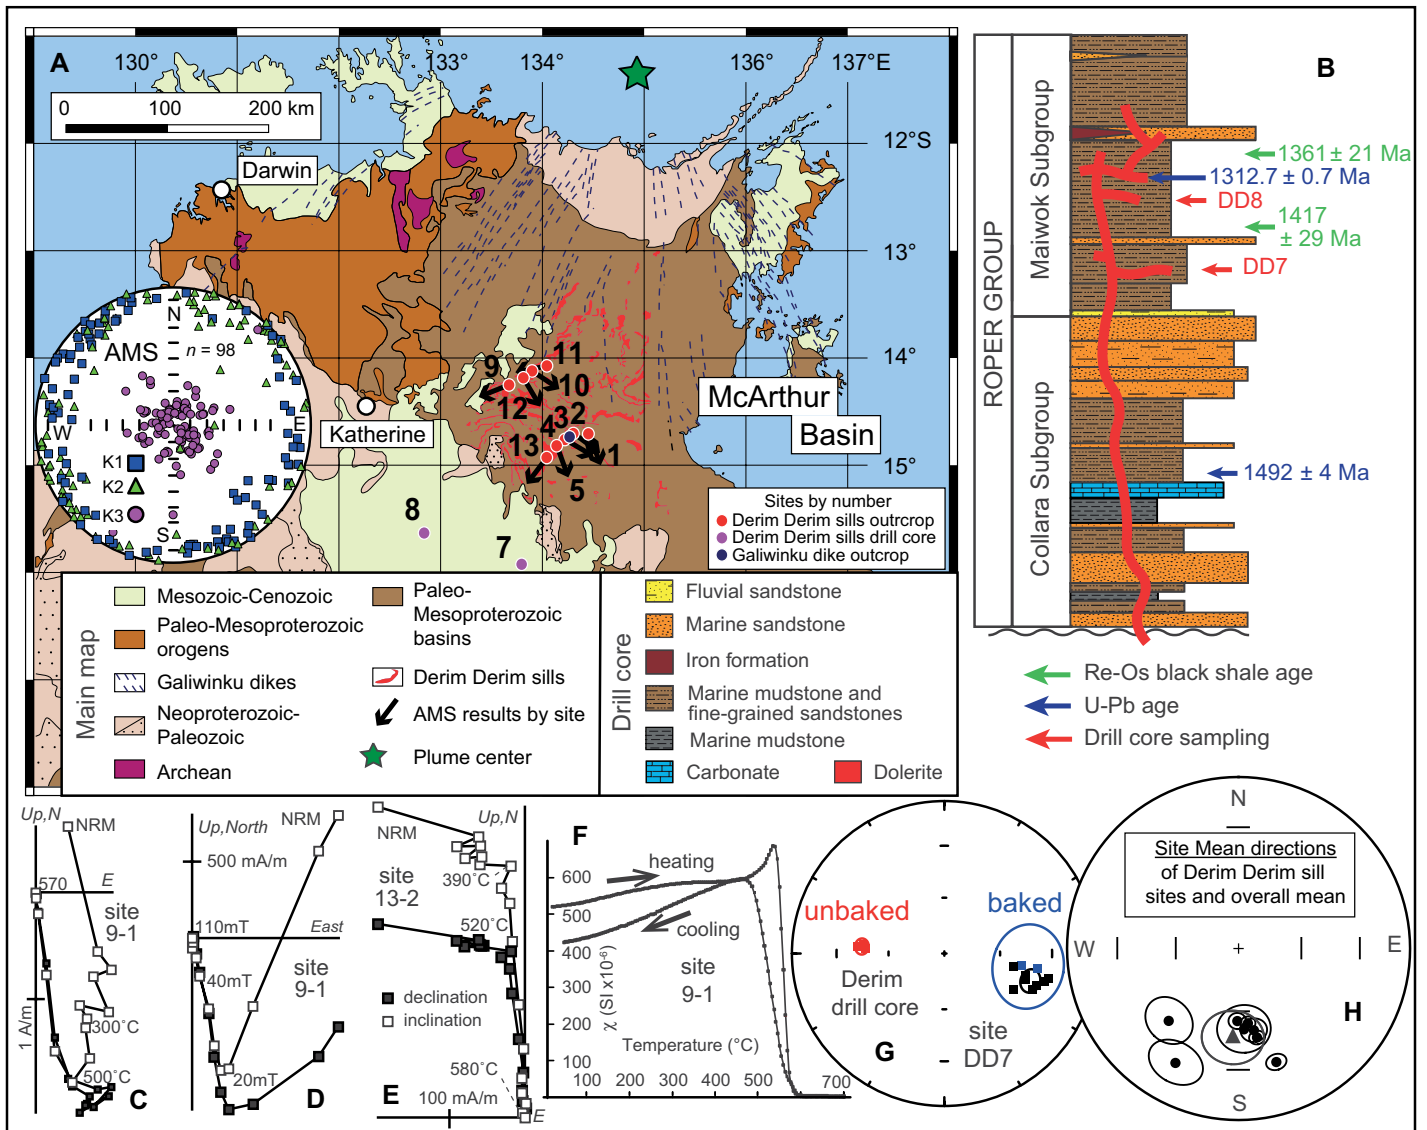 A
130°
133°
134°
136°
137°E
0
100
200 km
12°S
13°
14°
15°
Darwin
Katherine
McArthur
Basin
AMS
n = 98
N
W
E
S
K1
K2
K3
9
11
10
12
3
2
4
13
1
5
8
7
Sites by number
Derim Derim sills outrcrop
Derim Derim sills drill core
Galiwinku dike outcrop
Main map
Mesozoic-Cenozoic
Paleo-Mesoproterozoic
orogens
Galiwinku dikes
Neoproterozoic-
Paleozoic
Archean
Paleo-
Mesoproterozoic
basins
Derim Derim sills
AMS results by site
Plume center
Drill core
Fluvial sandstone
Marine sandstone
Iron formation
Marine mudstone and
fine-grained sandstones
Marine mudstone
Carbonate
Dolerite
B
ROPER GROUP
Maiwok Subgroup
Collara Subgroup
1361 ± 21 Ma
1312.7 ± 0.7 Ma
DD8
1417
± 29 Ma
DD7
1492 ± 4 Ma
Re-Os black shale age
U-Pb age
Drill core sampling
Up,N
NRM
570
E
site
9-1
1 A/m
300°C
500°C
C
Up,North
NRM
500 mA/m
110mT
East
40mT
site
9-1
20mT
D
Up,N
NRM
site
13-2
390°C
520°C
declination
inclination
580°C
E
100 mA/m
E
F
heating
cooling
site
9-1
χ (SI x10⁻⁶)
600
500
400
300
200
100
Temperature (°C)
100
200
300
400
500
700
unbaked
baked
Derim
drill core
site
DD7
G
N
Site Mean directions
of Derim Derim sill
sites and overall mean
W
E
H
S